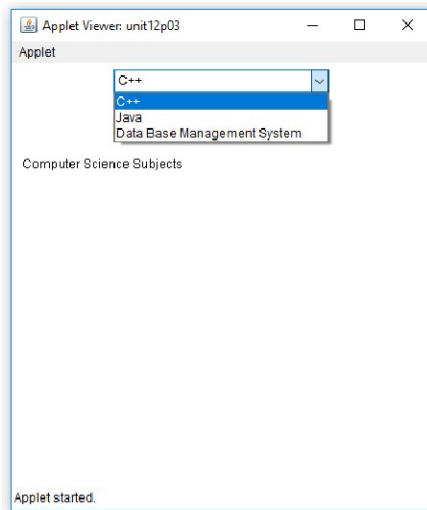 Applet Viewer: unit12p03
Applet
C++
C++
Java
Data Base Management System
Computer Science Subjects
Applet started.